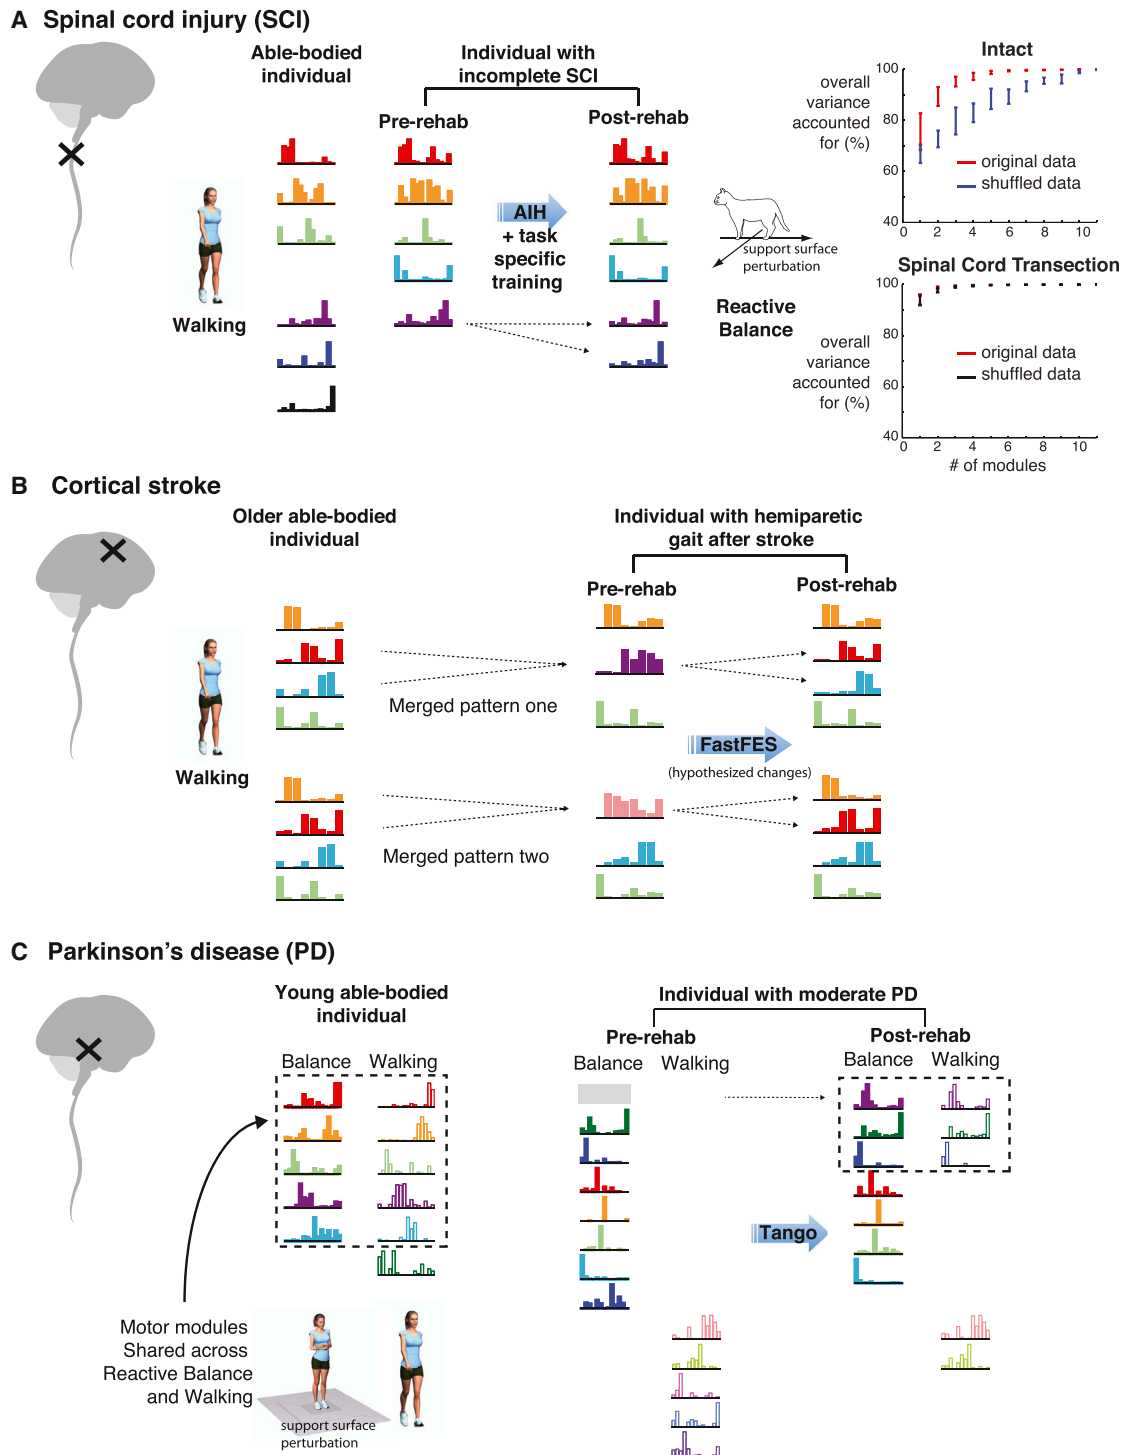 A Spinal cord injury (SCI)
Able-bodied
individual
Individual with
incomplete SCI
Pre-rehab
Post-rehab
Walking
AIH
+ task
specific
training
support surface
perturbation
Reactive
Balance
Intact
overall
variance
accounted
for (%)
100
80
60
40
original data
shuffled data
0 2 4 6 8 10
Spinal Cord Transection
overall
variance
accounted
for (%)
100
80
60
40
original data
shuffled data
0 2 4 6 8 10
# of modules
B Cortical stroke
Older able-bodied
individual
Individual with hemiparetic
gait after stroke
Pre-rehab
Post-rehab
Walking
Merged pattern one
FastFES
(hypothesized changes)
Merged pattern two
C Parkinson's disease (PD)
Young able-bodied
individual
Balance Walking
Individual with moderate PD
Pre-rehab
Balance Walking
Post-rehab
Balance Walking
Tango
Motor modules
Shared across
Reactive Balance
and Walking
support surface
perturbation